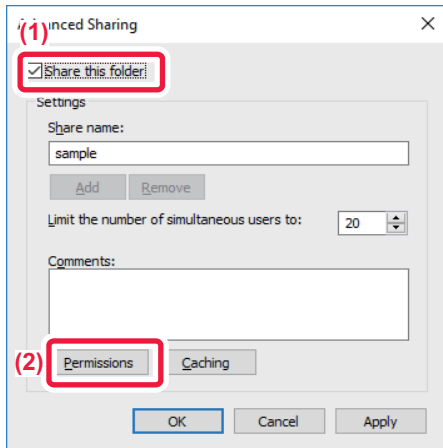 Advanced Sharing
(1)
Share this folder
Settings
Share name:
sample
Add Remove
Limit the number of simultaneous users to: 20
Comments:
(2) Permissions Caching
OK Cancel Apply